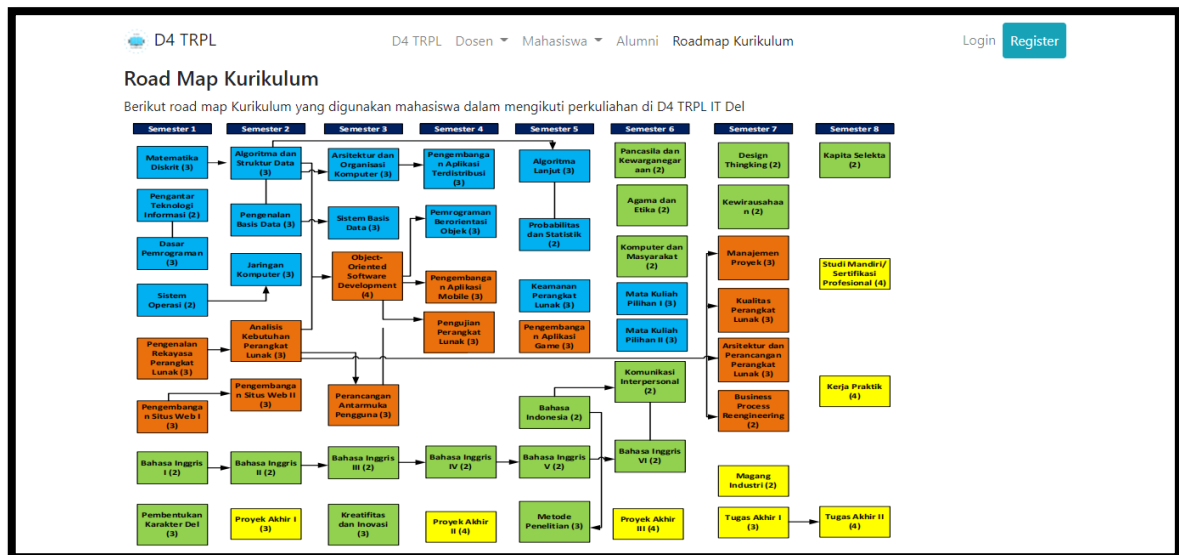 D4 TRPL
D4 TRPL Dosen Mahasiswa Alumni Roadmap Kurikulum
Login Register
Road Map Kurikulum
Berikut road map Kurikulum yang digunakan mahasiswa dalam mengikuti perkuliahan di D4 TRPL IT Del
Semester 1
Matematika
Diskrit (3)
Pengantar
Teknologi
Informasi (2)
Dasar
Pemrograman
(3)
Sistem
Operasi (2)
Pengenalan
Rekayasa
Perangkat
Lunak (3)
Pengembanga
n Situs Web I
(3)
Bahasa Inggris
I (2)
Pembentukan
Karakter Del
(3)
Semester 2
Algoritma dan
Struktur Data
(3)
Pengenalan
Basis Data (3)
Jaringan
Komputer (3)
Analisis
Kebutuhan
Perangkat
Lunak (3)
Pengembanga
n Situs Web II
(3)
Bahasa Inggris
II (2)
Proyek Akhir I
(3)
Semester 3
Arsitektur dan
Organisasi
Komputer (3)
Sistem Basis
Data (3)
Object-
Oriented
Software
Development
(4)
Perancangan
Antarmuka
Pengguna (3)
Bahasa Inggris
III (2)
Kreatifitas
dan Inovasi
(3)
Semester 4
Pengembanga
n Aplikasi
Terdistribusi
(3)
Pemrograman
Berorientasi
Objek (3)
Pengembanga
n Aplikasi
Mobile (3)
Pengujian
Perangkat
Lunak (3)
Bahasa Inggris
IV (2)
Proyek Akhir
II (4)
Semester 5
Algoritma
Lanjut (3)
Probabilitas
dan Statistik
(2)
Keamanan
Perangkat
Lunak (3)
Pengembanga
n Aplikasi
Game (3)
Bahasa
Indonesia (2)
Bahasa Inggris
V (2)
Metode
Penelitian (3)
Semester 6
Pancasila dan
Kewarganegar
aan (2)
Agama dan
Etika (2)
Komputer dan
Masyarakat
(2)
Mata Kuliah
Pilihan I (3)
Mata Kuliah
Pilihan II (3)
Komunikasi
Interpersonal
(2)
Bahasa Inggris
VI (2)
Proyek Akhir
III (4)
Semester 7
Design
Thingking (2)
Kewirausahaa
n (2)
Manajemen
Proyek (3)
Kualitas
Perangkat
Lunak (3)
Arsitektur dan
Perancangan
Perangkat
Lunak (3)
Business
Process
Reengineering
(2)
Magang
Industri (2)
Tugas Akhir I
(3)
Semester 8
Kapita Selekta
(2)
Studi Mandiri/
Sertifikasi
Profesional (4)
Kerja Praktik
(4)
Tugas Akhir II
(4)